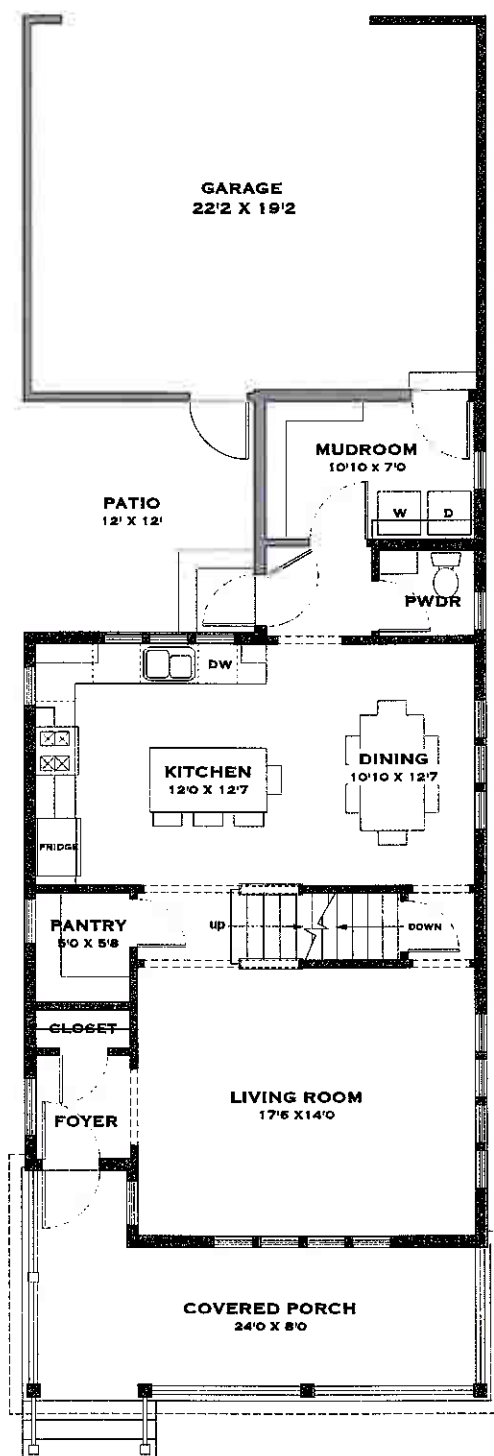 GARAGE
22'2 X 19'2
MUDROOM
10'10 X 7'0
PATIO
12' X 12'
W
D
PWDR
DW
KITCHEN
12'0 X 12'7
DINING
10'10 X 12'7
FRIDGE
PANTRY
5'0 X 5'8
up
DOWN
CLOSET
FOYER
LIVING ROOM
17'6 X14'0
COVERED PORCH
24'0 X 8'0